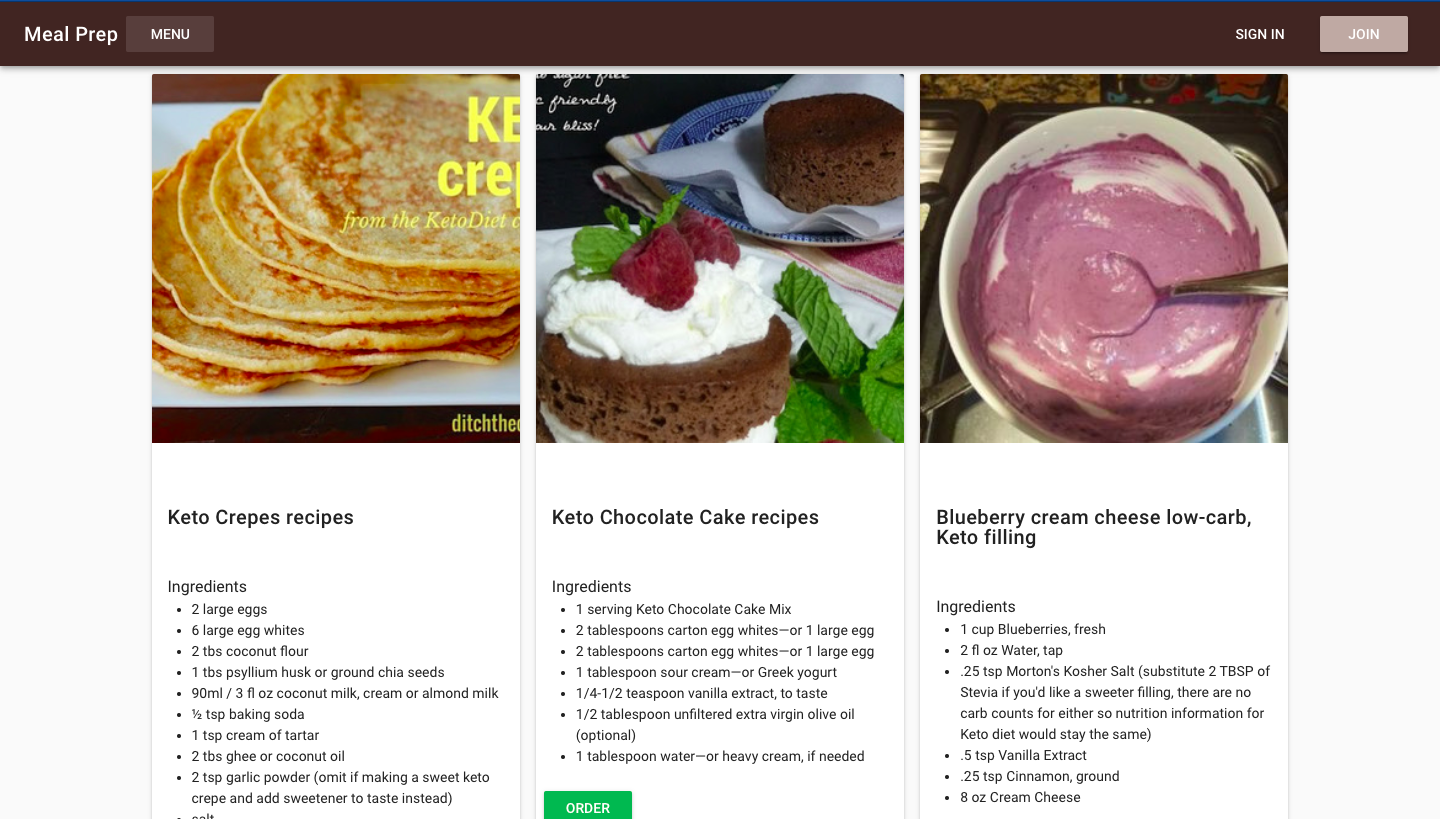 Meal Prep
MENU
SIGN IN
JOIN
KE
crep
from the KetoDiet c
ditchthec
sugar free
c friendly
our bliss!
Keto Crepes recipes
Ingredients
2 large eggs
6 large egg whites
2 tbs coconut flour
1 tbs psyllium husk or ground chia seeds
90ml / 3 fl oz coconut milk, cream or almond milk
½ tsp baking soda
1 tsp cream of tartar
2 tbs ghee or coconut oil
2 tsp garlic powder (omit if making a sweet keto
crepe and add sweetener to taste instead)
salt
Keto Chocolate Cake recipes
Ingredients
1 serving Keto Chocolate Cake Mix
2 tablespoons carton egg whites—or 1 large egg
2 tablespoons carton egg whites—or 1 large egg
1 tablespoon sour cream—or Greek yogurt
1/4-1/2 teaspoon vanilla extract, to taste
1/2 tablespoon unfiltered extra virgin olive oil
(optional)
1 tablespoon water—or heavy cream, if needed
ORDER
Blueberry cream cheese low-carb,
Keto filling
Ingredients
1 cup Blueberries, fresh
2 fl oz Water, tap
.25 tsp Morton's Kosher Salt (substitute 2 TBSP of
Stevia if you'd like a sweeter filling, there are no
carb counts for either so nutrition information for
Keto diet would stay the same)
.5 tsp Vanilla Extract
.25 tsp Cinnamon, ground
8 oz Cream Cheese